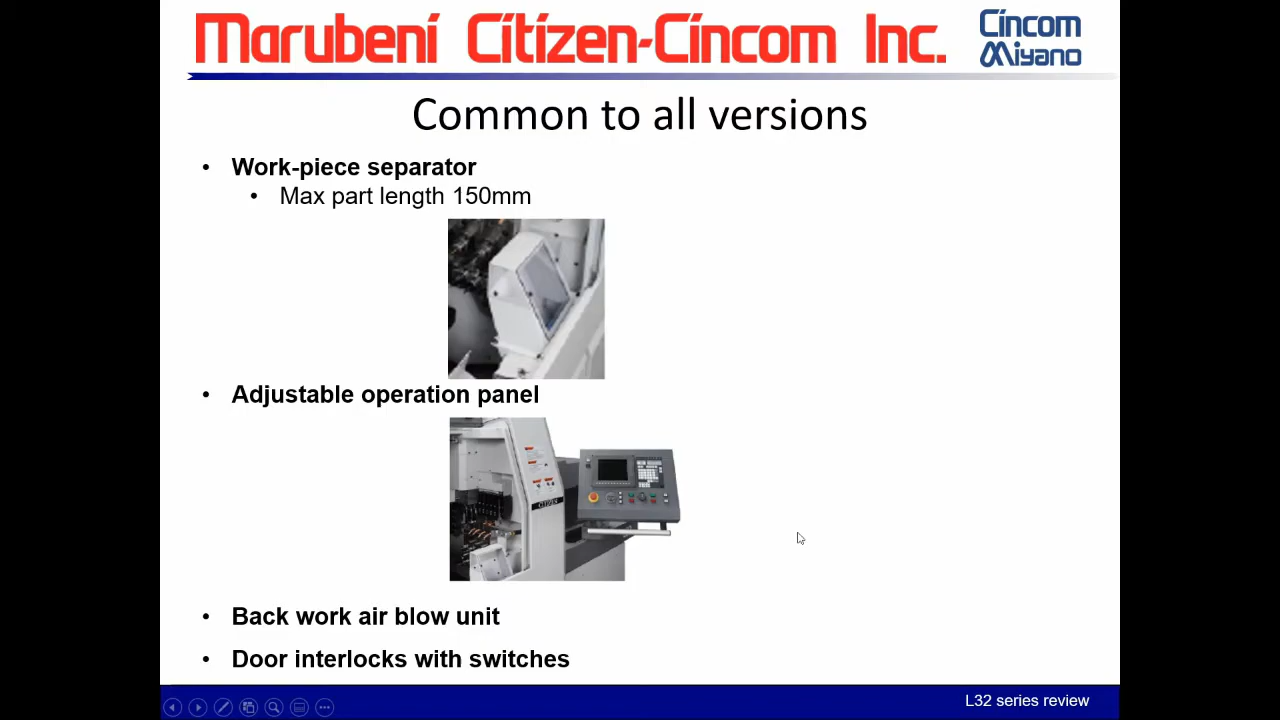 Marubeni Citizen-Cincom Inc.
Cincom
Miyano
Common to all versions
• Work-piece separator
• Max part length 150mm
• Adjustable operation panel
CITIZEN
• Back work air blow unit
• Door interlocks with switches
L32 series review